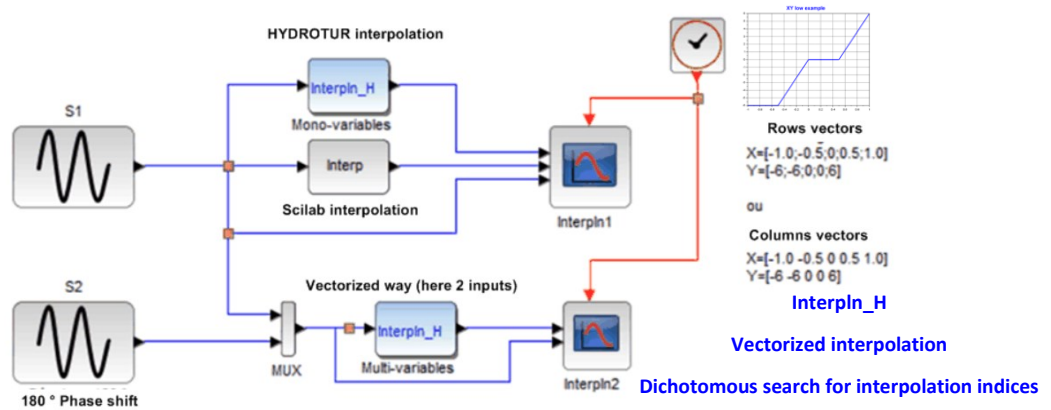 HYDROTUR interpolation
S1
Interpln_H
Mono-variables
Interp
Scilab interpolation
Interpln1
S2
Vectorized way (here 2 inputs)
MUX
Interpln_H
Multi-variables
Interpln2
180 ° Phase shift
XY low example
Rows vectors
X=[-1.0;-0.5;0;0.5;1.0]
Y=[-6;-6;0;0;6]
ou
Columns vectors
X=[-1.0 -0.5 0 0.5 1.0]
Y=[-6 -6 0 0 6]
Interpln_H
Vectorized interpolation
Dichotomous search for interpolation indices